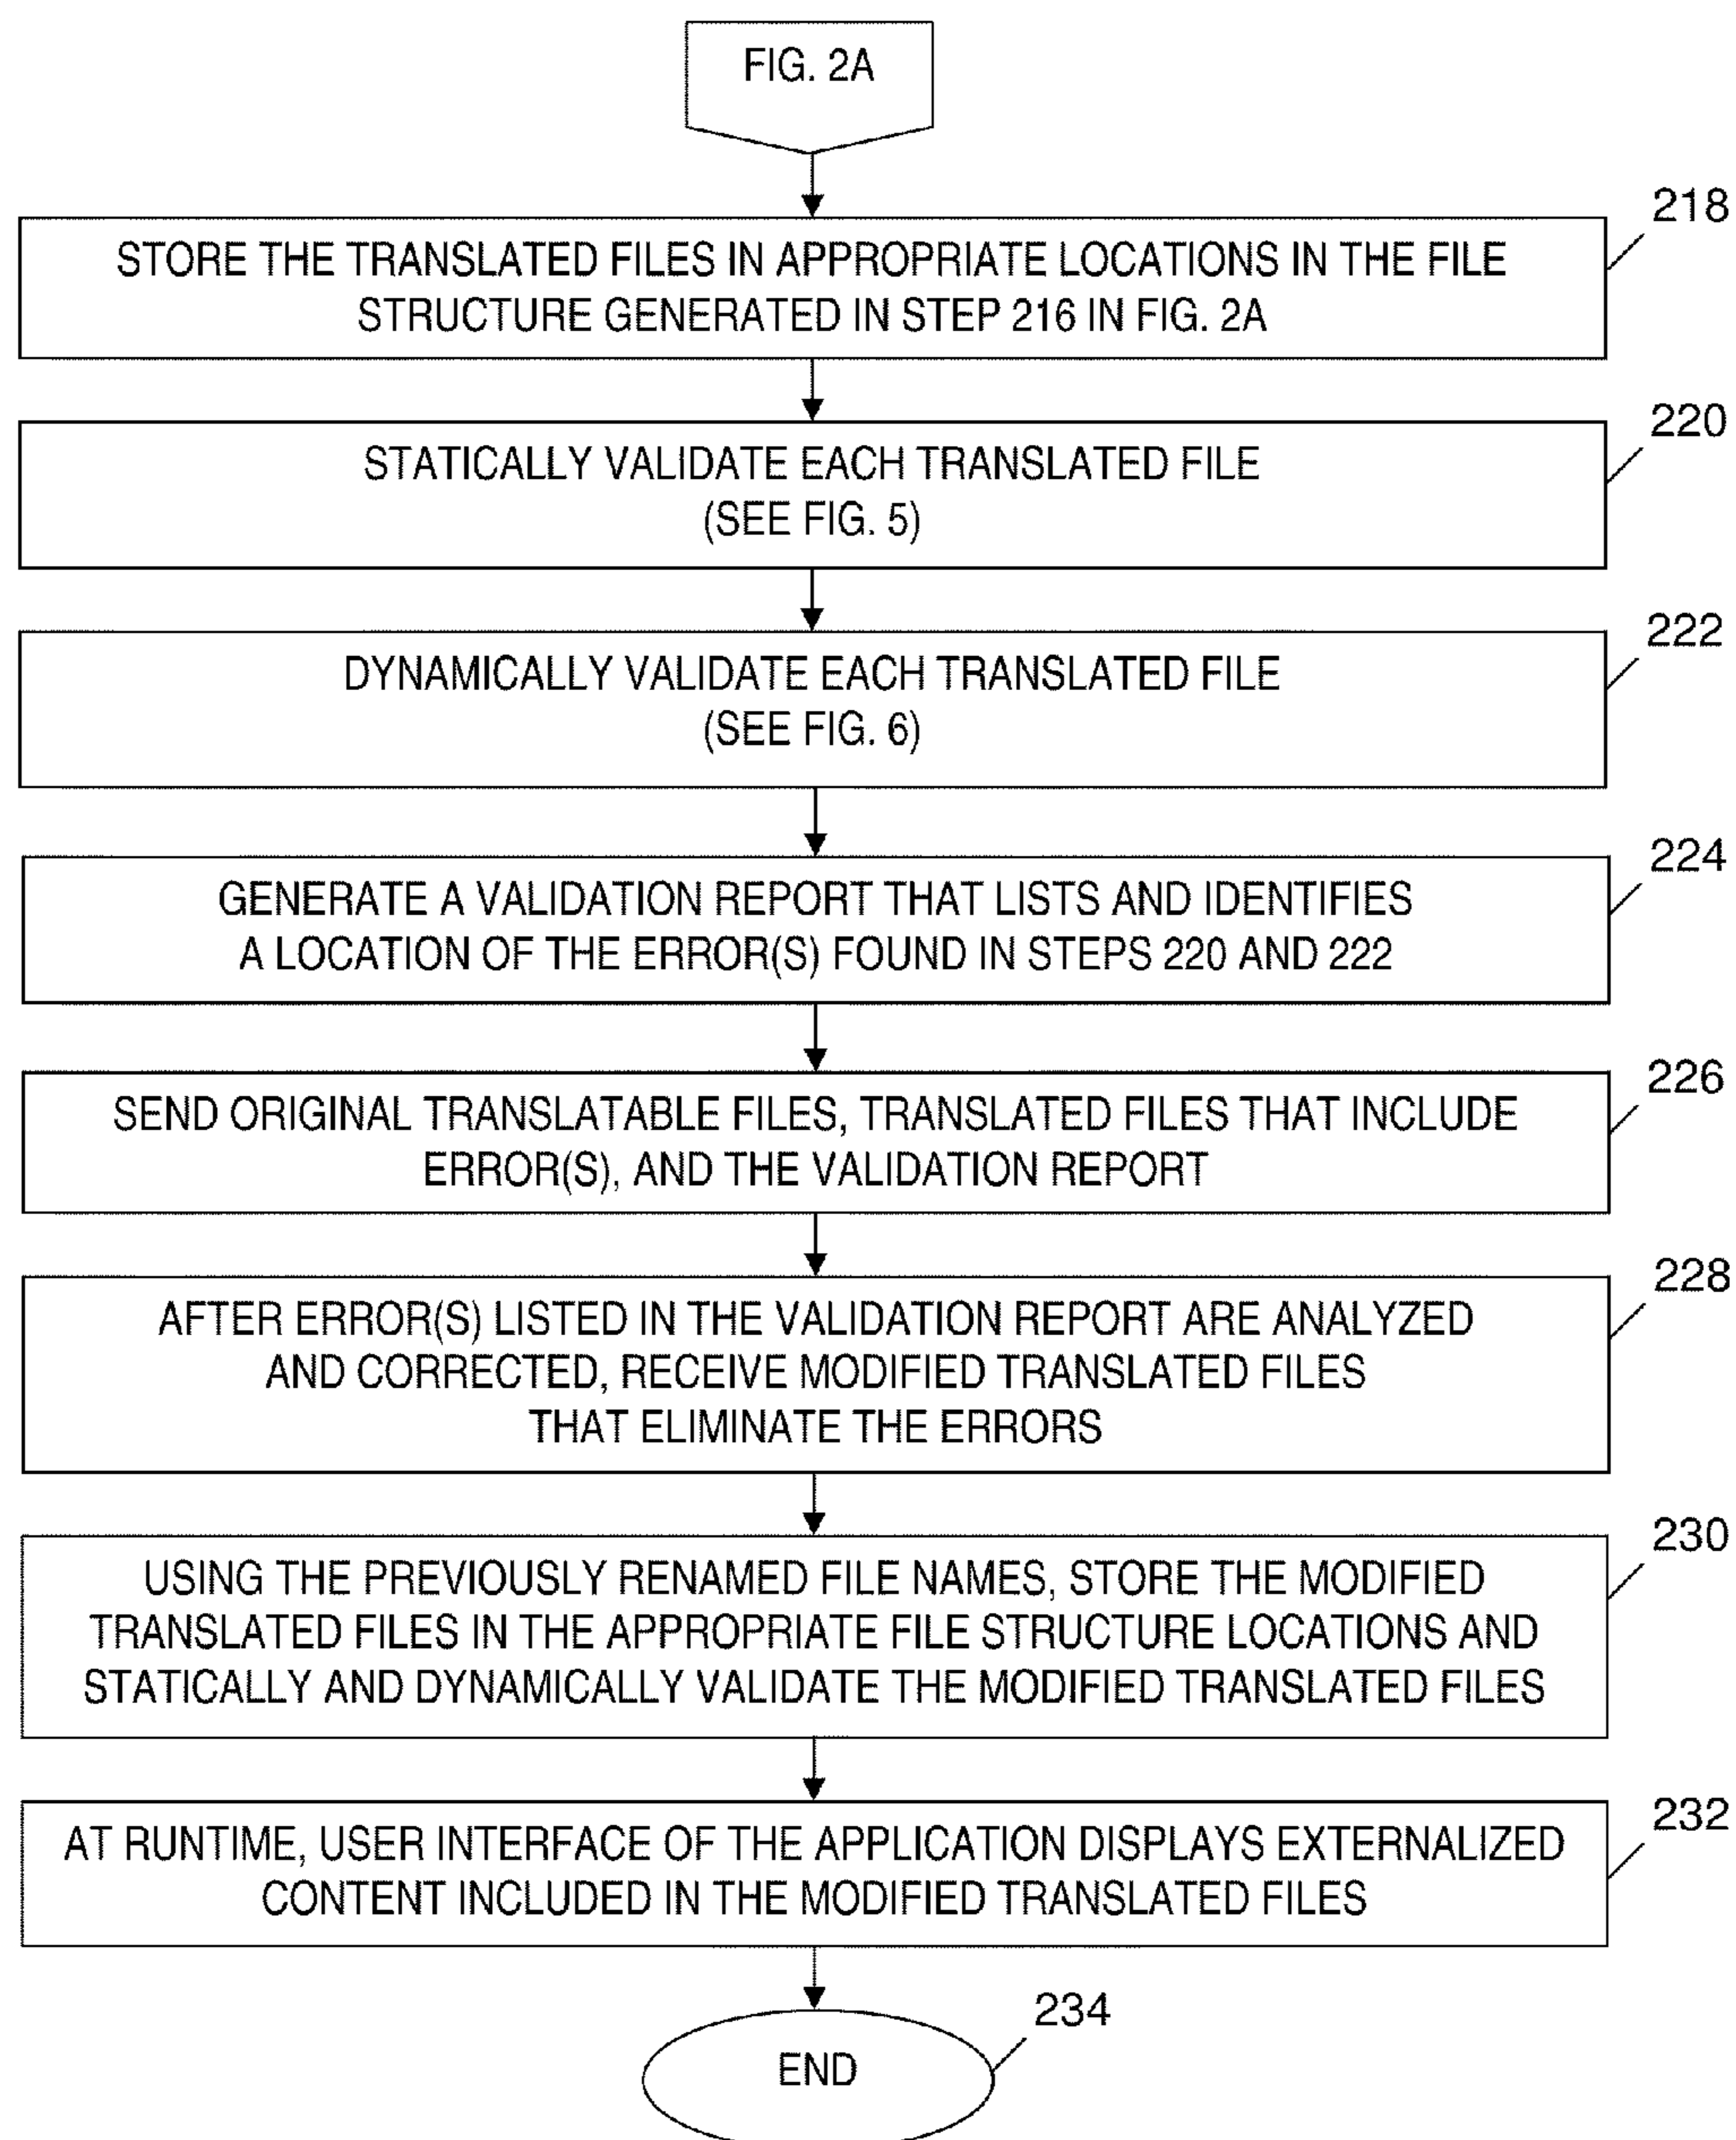 FIG. 2A
218
STORE THE TRANSLATED FILES IN APPROPRIATE LOCATIONS IN THE FILE
STRUCTURE GENERATED IN STEP 216 IN FIG. 2A
220
STATICALLY VALIDATE EACH TRANSLATED FILE
(SEE FIG. 5)
222
DYNAMICALLY VALIDATE EACH TRANSLATED FILE
(SEE FIG. 6)
224
GENERATE A VALIDATION REPORT THAT LISTS AND IDENTIFIES
A LOCATION OF THE ERROR(S) FOUND IN STEPS 220 AND 222
226
SEND ORIGINAL TRANSLATABLE FILES, TRANSLATED FILES THAT INCLUDE
ERROR(S), AND THE VALIDATION REPORT
228
AFTER ERROR(S) LISTED IN THE VALIDATION REPORT ARE ANALYZED
AND CORRECTED, RECEIVE MODIFIED TRANSLATED FILES
THAT ELIMINATE THE ERRORS
230
USING THE PREVIOUSLY RENAMED FILE NAMES, STORE THE MODIFIED
TRANSLATED FILES IN THE APPROPRIATE FILE STRUCTURE LOCATIONS AND
STATICALLY AND DYNAMICALLY VALIDATE THE MODIFIED TRANSLATED FILES
232
AT RUNTIME, USER INTERFACE OF THE APPLICATION DISPLAYS EXTERNALIZED
CONTENT INCLUDED IN THE MODIFIED TRANSLATED FILES
234
END